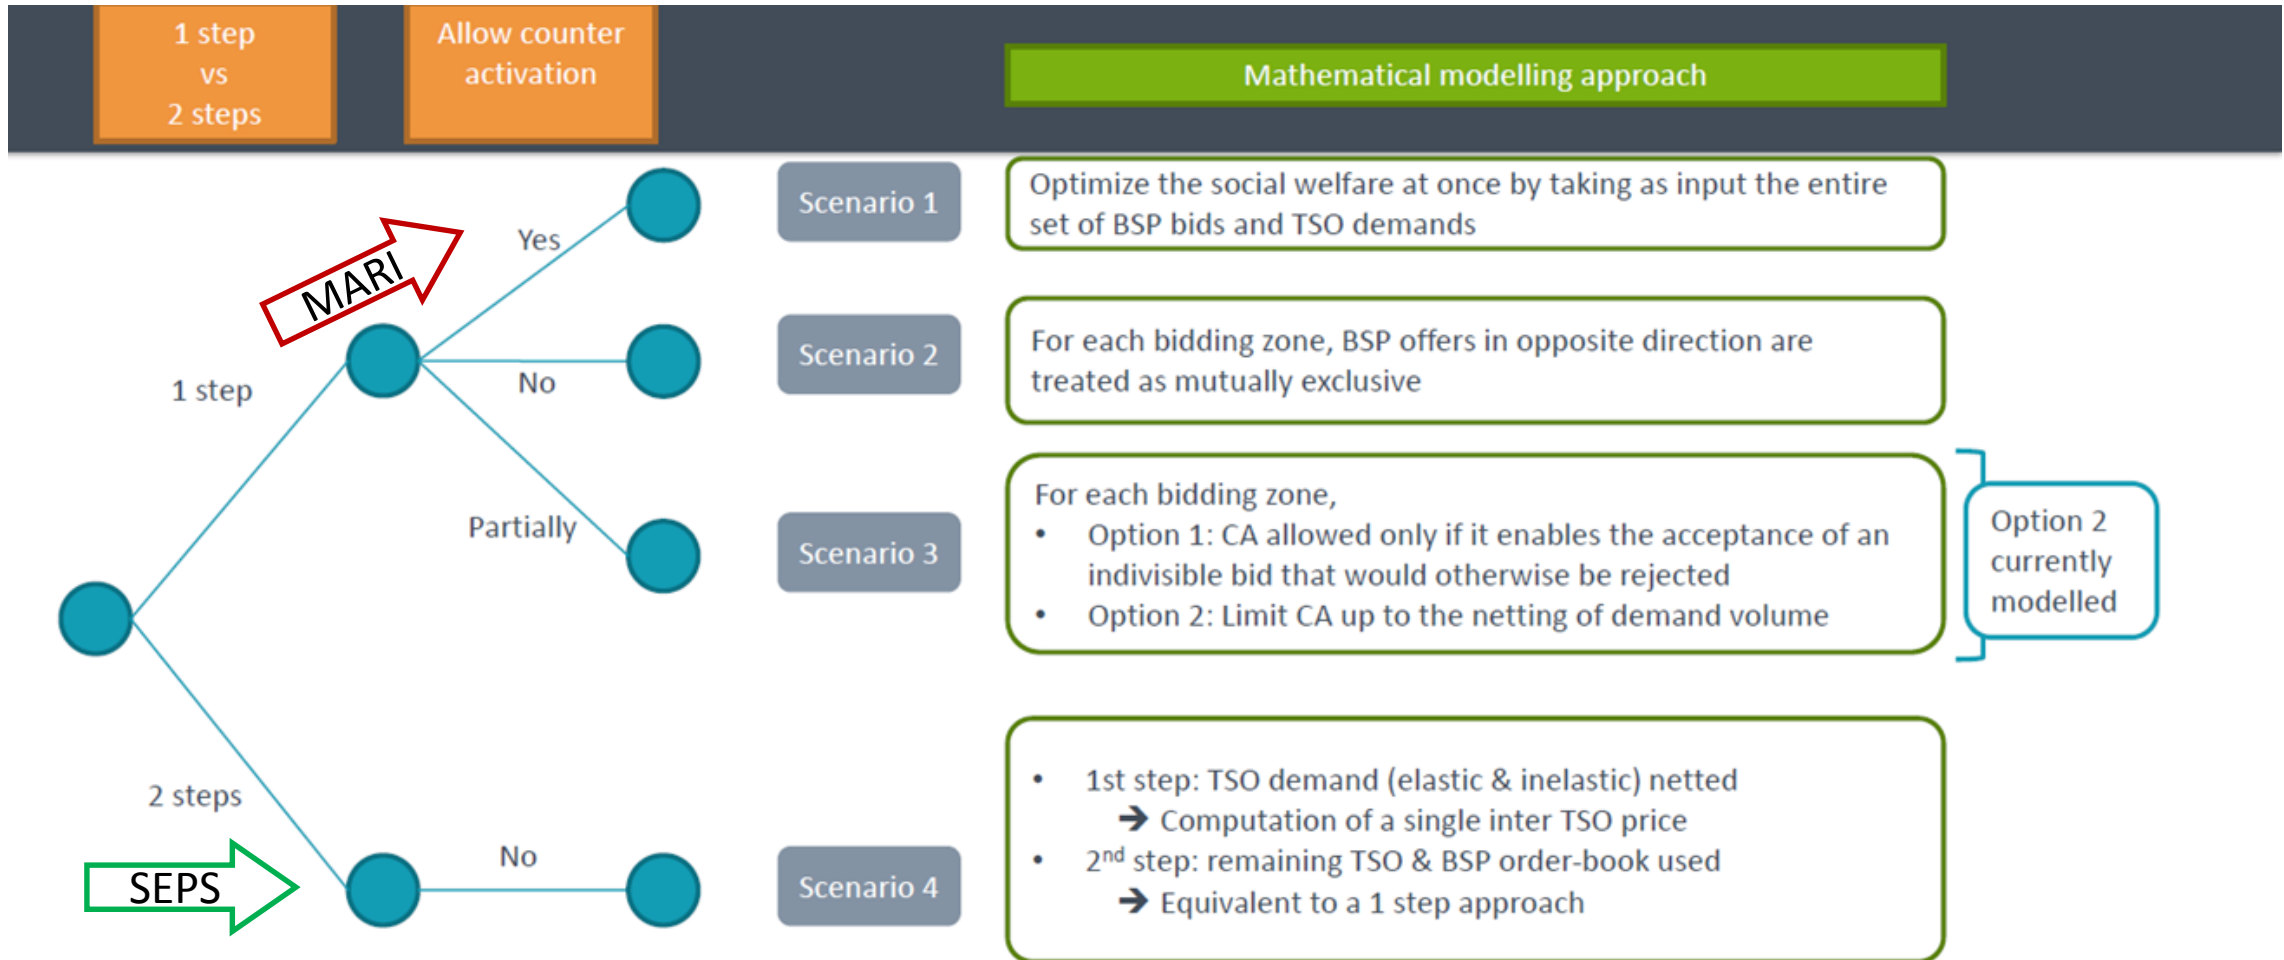 1 step
vs
2 steps
Allow counter
activation
Mathematical modelling approach
MARI
1 step
Yes
No
Partially
Scenario 1
Optimize the social welfare at once by taking as input the entire
set of BSP bids and TSO demands
Scenario 2
For each bidding zone, BSP offers in opposite direction are
treated as mutually exclusive
Scenario 3
For each bidding zone,
• Option 1: CA allowed only if it enables the acceptance of an
indivisible bid that would otherwise be rejected
• Option 2: Limit CA up to the netting of demand volume
Option 2
currently
modelled
2 steps
SEPS
No
Scenario 4
• 1st step: TSO demand (elastic & inelastic) netted
➔ Computation of a single inter TSO price
• 2nd step: remaining TSO & BSP order-book used
➔ Equivalent to a 1 step approach